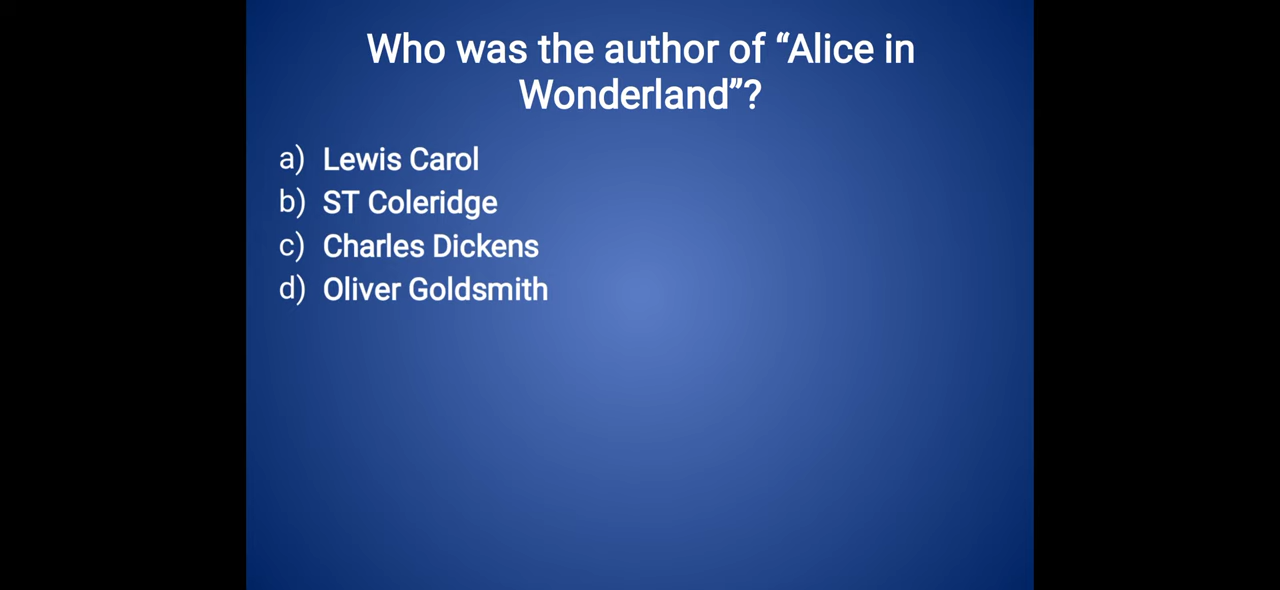 Who was the author of “Alice in
Wonderland”?
a) Lewis Carol
b) ST Coleridge
c) Charles Dickens
d) Oliver Goldsmith